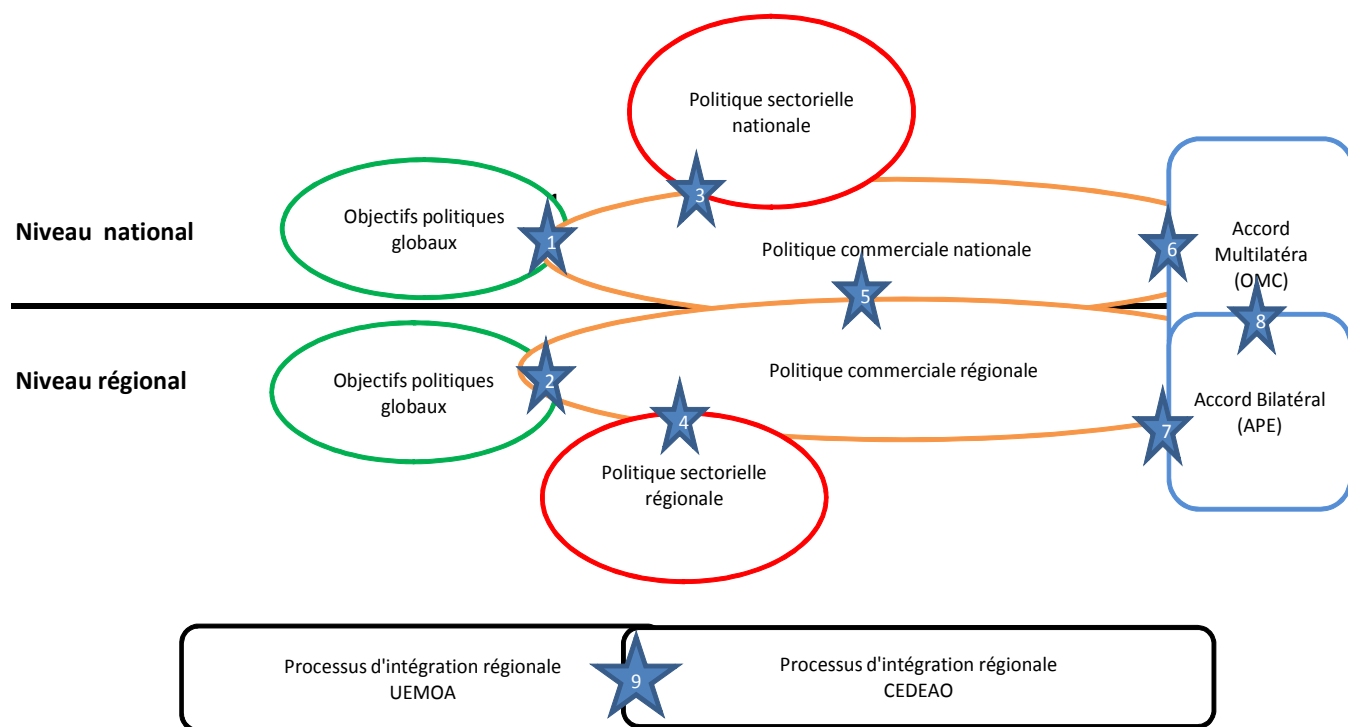 Politique sectorielle
nationale
3
Niveau national
Objectifs politiques
globaux
1
Politique commerciale nationale
5
6
Accord
Multilatéra
(OMC)
8
Niveau régional
Objectifs politiques
globaux
2
Politique commerciale régionale
4
Politique sectorielle
régionale
7
Accord Bilatéral
(APE)
Processus d'intégration régionale
UEMOA
9
Processus d'intégration régionale
CEDEAO